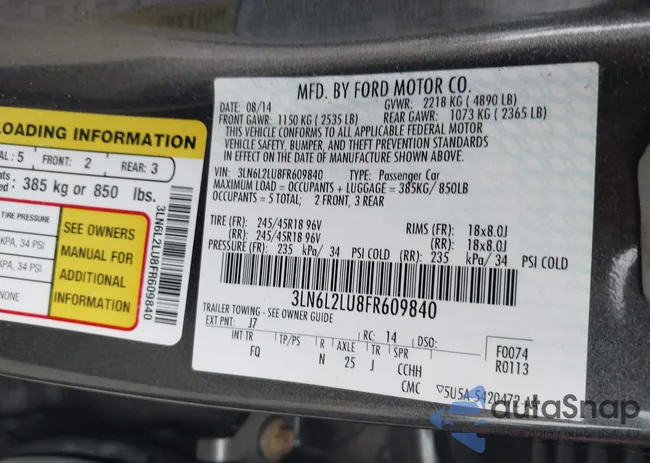 LOADING INFORMATION
AL: 5 FRONT: 2 REAR: 3
385 kg or 850 lbs.
TIRE PRESSURE
KPA, 34 PSI
KPA, 34 PSI
NONE
SEE OWNERS
MANUAL FOR
ADDITIONAL
INFORMATION
3LN6L2LU8FR609840
MFD. BY FORD MOTOR CO.
DATE: 08/14 GVWR: 2218 KG ( 4890 LB)
FRONT GAWR: 1150 KG ( 2535 LB) REAR GAWR: 1073 KG ( 2365 LB)
THIS VEHICLE CONFORMS TO ALL APPLICABLE FEDERAL MOTOR
VEHICLE SAFETY, BUMPER, AND THEFT PREVENTION STANDARDS
IN EFFECT ON THE DATE OF MANUFACTURE SHOWN ABOVE.
VIN: 3LN6L2LU8FR609840 TYPE: Passenger Car
MAXIMUM LOAD = OCCUPANTS + LUGGAGE = 385KG/ 850LB
OCCUPANTS = 5 TOTAL; 2 FRONT, 3 REAR
TIRE (FR): 245/45R18 96V RIMS (FR): 18x8.0J
(RR): 245/45R18 96V (RR): 18x8.0J
PRESSURE (FR): 235 kPa/ 34 PSI COLD (RR): 235 kPa/ 34 PSI COLD
3LN6L2LU8FR609840
TRAILER TOWING - SEE OWNER GUIDE
EXT PNT: J7 RC: 14 DSO:
INT TR TP/PS R AXLE TR SPR
FQ N 25 J CCHH
F0074
R0113
CMC
autoSnap